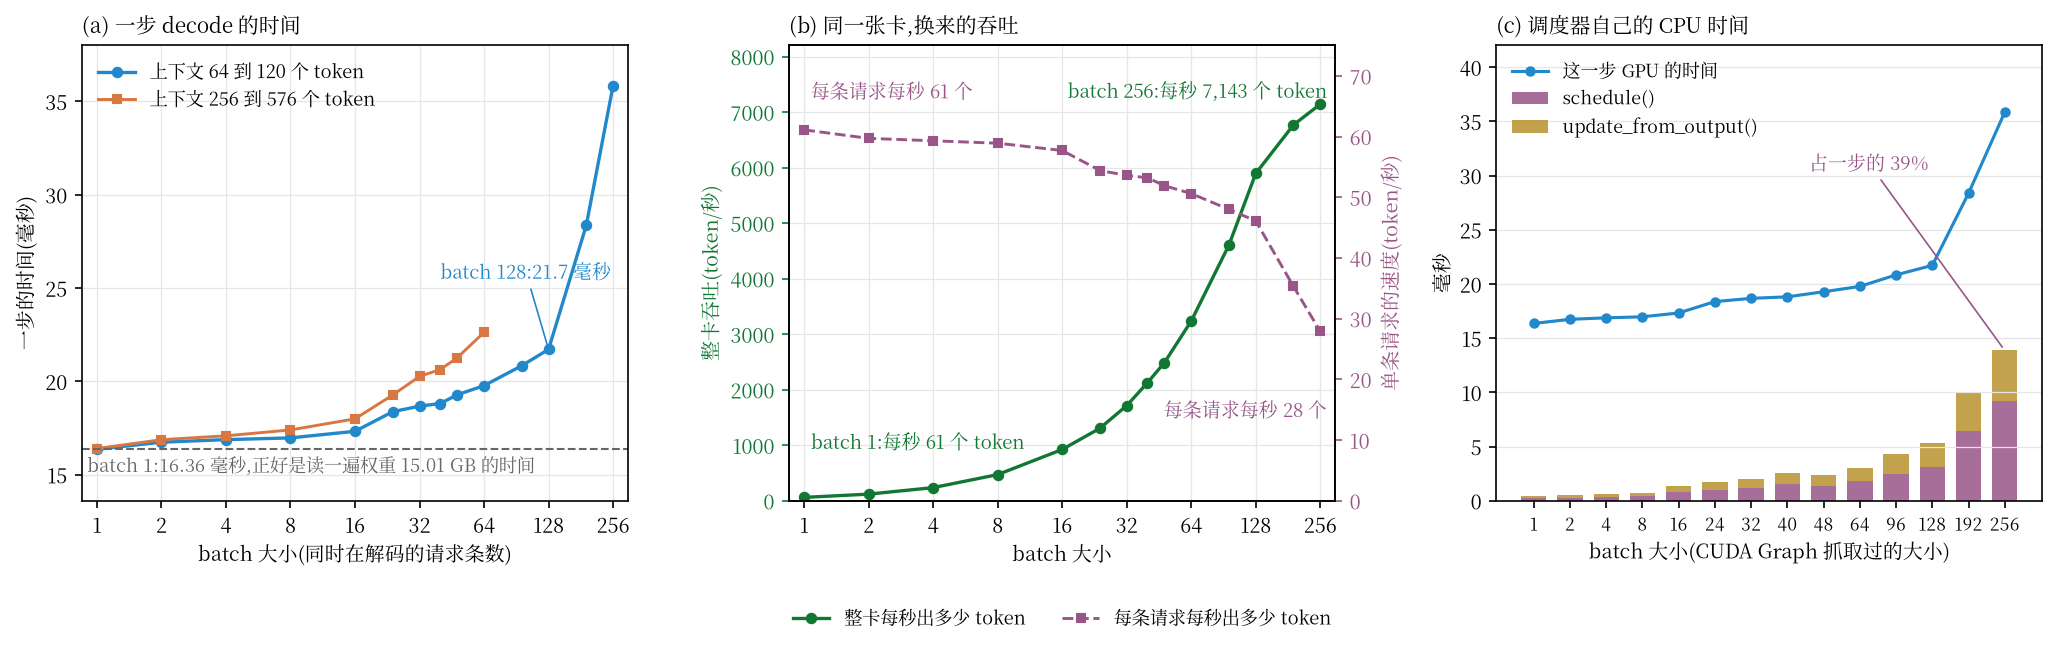 (a) 一步 decode 的时间
上下文 64 到 120 个 token
上下文 256 到 576 个 token
batch 128:21.7 毫秒
batch 1:16.36 毫秒,正好是读一遍权重 15.01 GB 的时间
一步的时间(毫秒)
35
30
25
20
15
1 2 4 8 16 32 64 128 256
batch 大小(同时在解码的请求条数)
(b) 同一张卡,换来的吞吐
每条请求每秒 61 个
batch 256:每秒 7,143 个 token
每条请求每秒 28 个
batch 1:每秒 61 个 token
整卡吞吐(token/秒)
8000
7000
6000
5000
4000
3000
2000
1000
0
单条请求的速度(token/秒)
70
60
50
40
30
20
10
0
1 2 4 8 16 32 64 128 256
batch 大小
整卡每秒出多少 token
每条请求每秒出多少 token
(c) 调度器自己的 CPU 时间
这一步 GPU 的时间
schedule()
update_from_output()
占一步的 39%
毫秒
40
35
30
25
20
15
10
5
0
1 2 4 8 16 24 32 40 48 64 96 128 192 256
batch 大小(CUDA Graph 抓取过的大小)